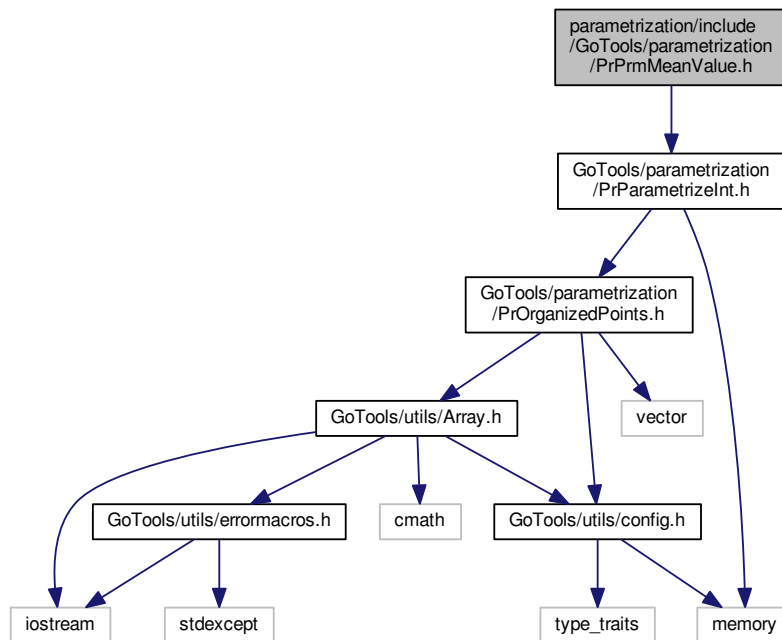 parametrization/include
/GoTools/parametrization
/PrPrmMeanValue.h
GoTools/parametrization
/PrParametrizeInt.h
GoTools/parametrization
/PrOrganizedPoints.h
GoTools/utils/Array.h
vector
GoTools/utils/errormacros.h
cmath
GoTools/utils/config.h
iostream
stdexcept
type_traits
memory